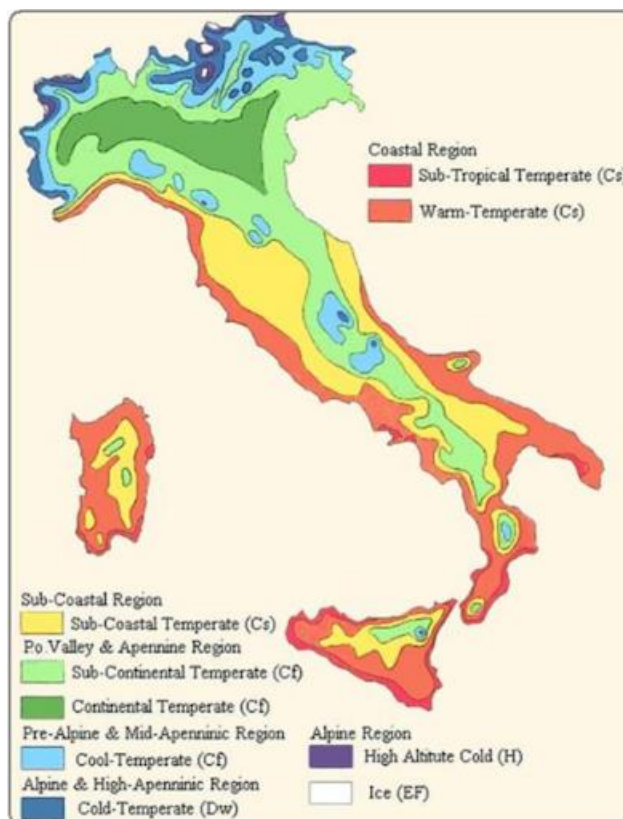 Coastal Region
Sub-Tropical Temperate (Cs)
Warm-Temperate (Cs)
Sub-Coastal Region
Sub-Coastal Temperate (Cs)
Po.Valley & Apennine Region
Sub-Continental Temperate (Cf)
Continental Temperate (Cf)
Pre-Alpine & Mid-Apenninic Region
Cool-Temperate (Cf)
Alpine & High-Apenninic Region
Cold-Temperate (Dw)
Alpine Region
High Altitute Cold (H)
Ice (EF)